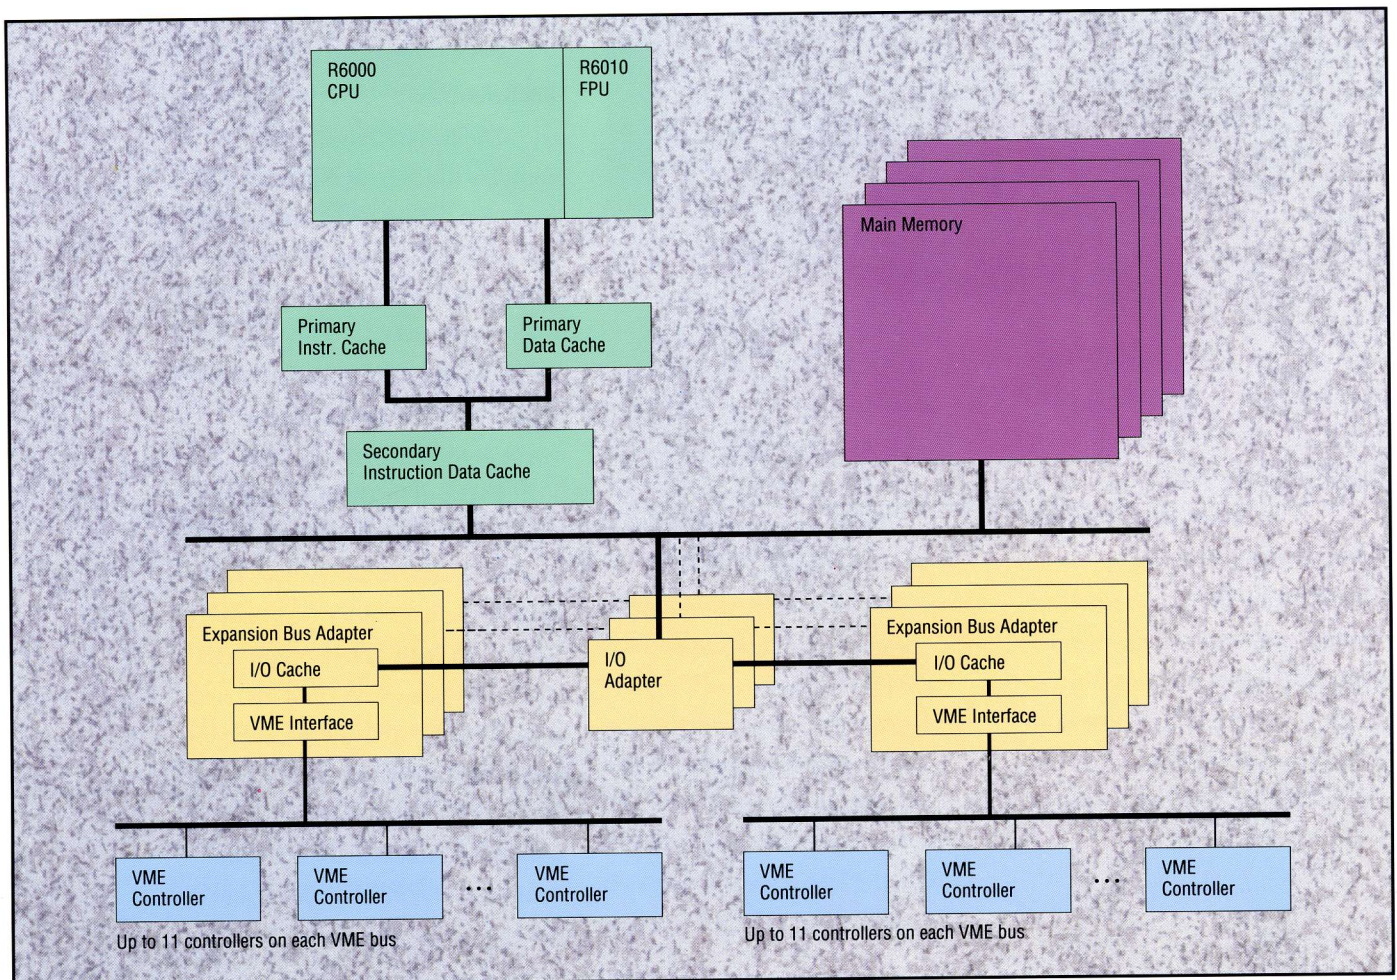 R6000
CPU
R6010
FPU
Main Memory
Primary
Instr. Cache
Primary
Data Cache
Secondary
Instruction Data Cache
Expansion Bus Adapter
I/O Cache
VME Interface
I/O
Adapter
Expansion Bus Adapter
I/O Cache
VME Interface
VME
Controller
VME
Controller
...
VME
Controller
VME
Controller
VME
Controller
...
VME
Controller
Up to 11 controllers on each VME bus
Up to 11 controllers on each VME bus